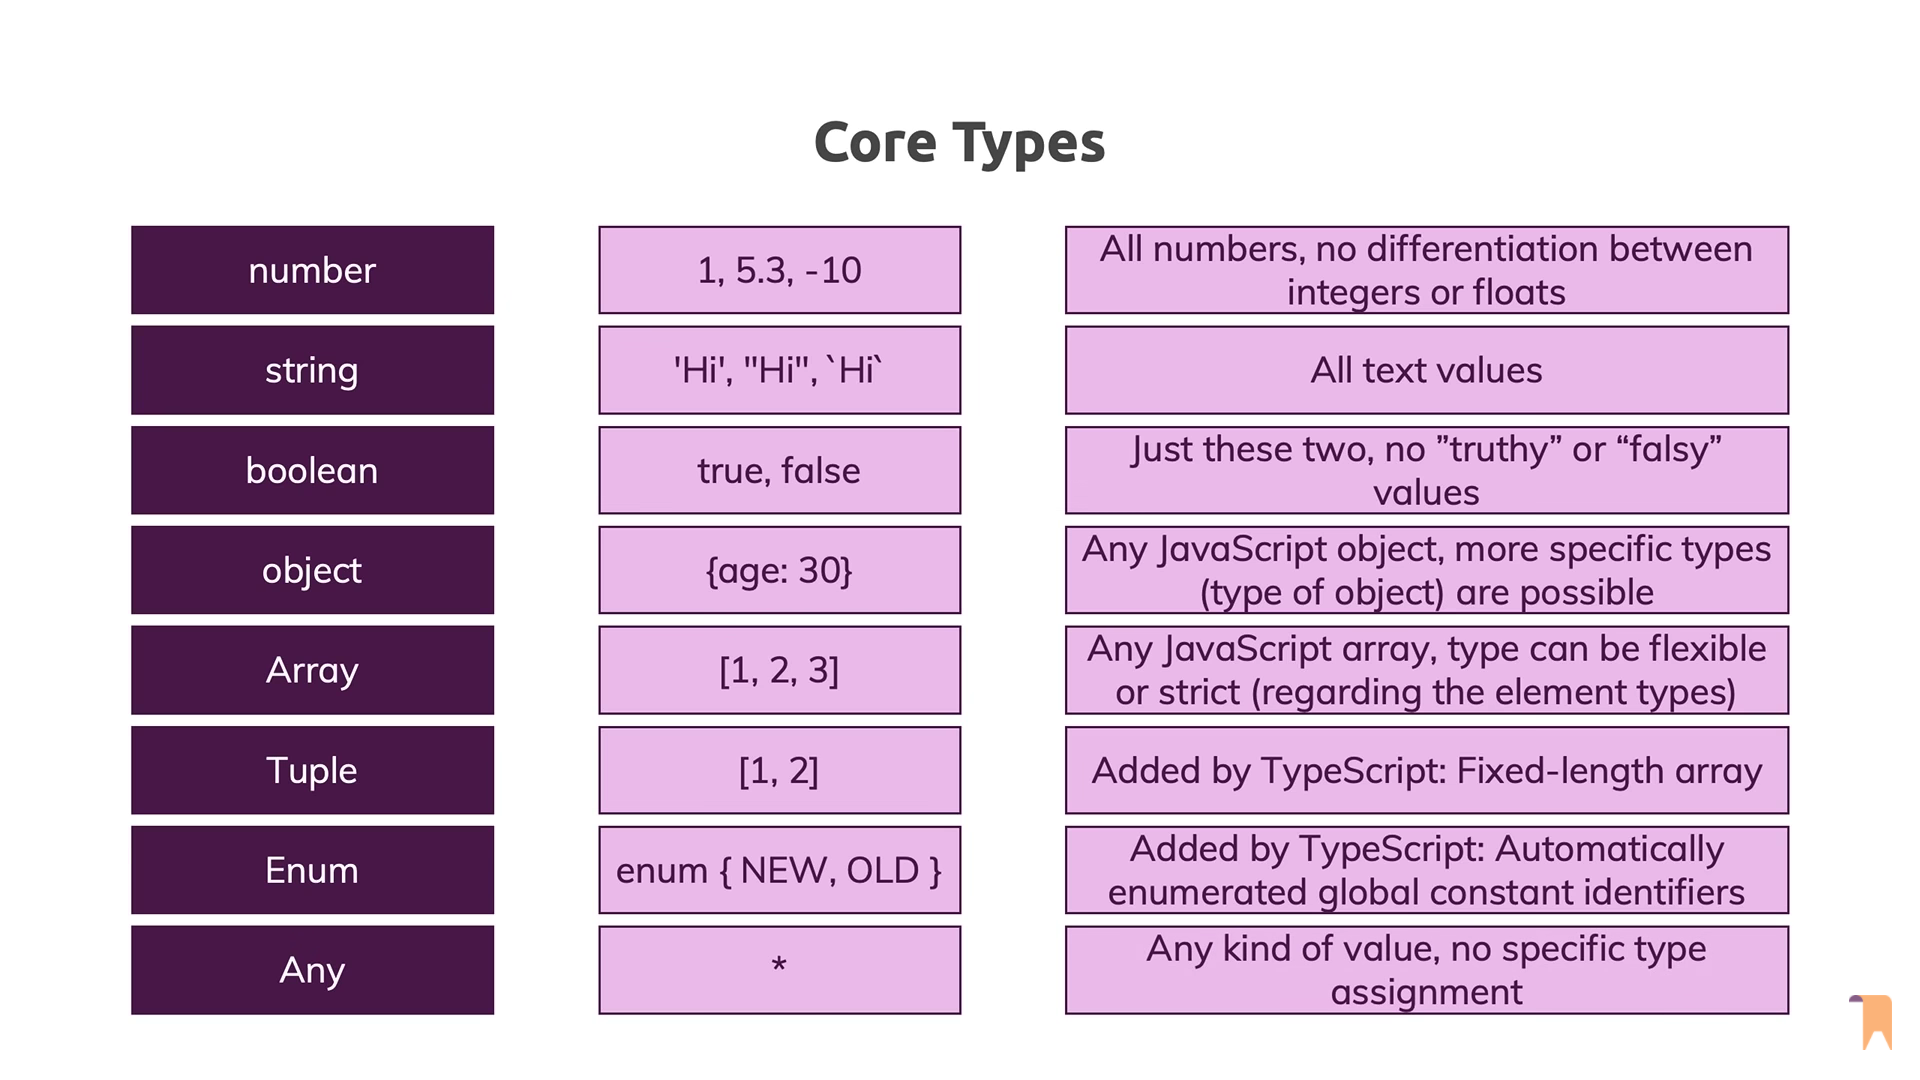 Core Types
number
1, 5.3, -10
All numbers, no differentiation between
integers or floats
string
'Hi', "Hi", `Hi`
All text values
boolean
true, false
Just these two, no ”truthy” or “falsy”
values
object
{age: 30}
Any JavaScript object, more specific types
(type of object) are possible
Array
[1, 2, 3]
Any JavaScript array, type can be flexible
or strict (regarding the element types)
Tuple
[1, 2]
Added by TypeScript: Fixed-length array
Enum
enum { NEW, OLD }
Added by TypeScript: Automatically
enumerated global constant identifiers
Any
*
Any kind of value, no specific type
assignment